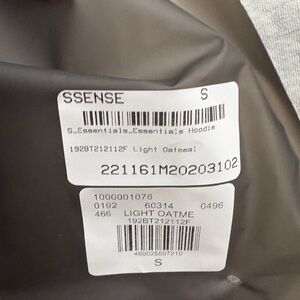 SSENSE S
S_Essentials_Essentials Hoodie
192BT212112F Light Oatmeal
221161M20203102
1000001076
0192 60314 0496
466 LIGHT OATME
192BT212112F
480025507210
S